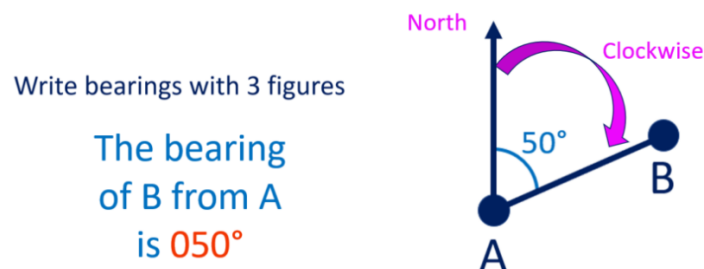 North
Clockwise
Write bearings with 3 figures
The bearing
of B from A
is 050°
50°
B
A